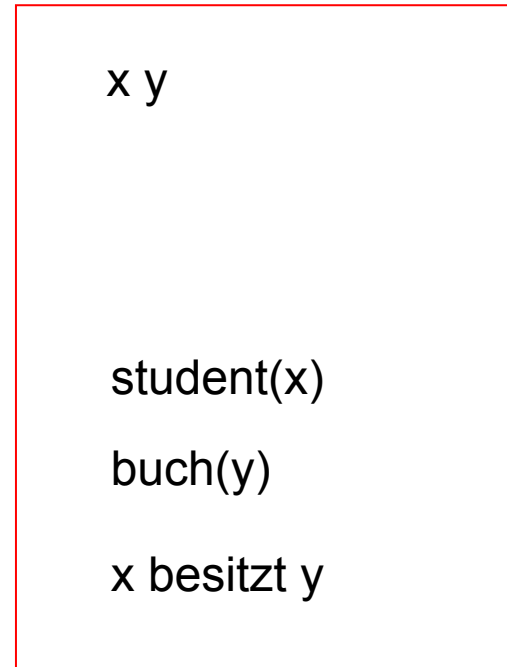 x y
student(x)
buch(y)
x besitzt y